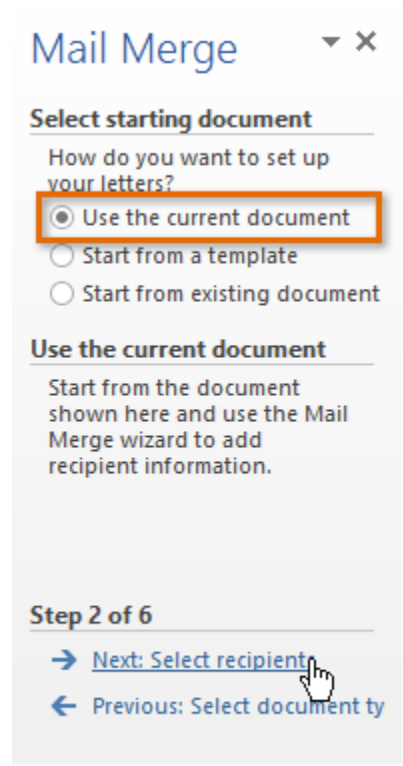 Mail Merge
Select starting document
How do you want to set up
your letters?
Use the current document
Start from a template
Start from existing document
Use the current document
Start from the document
shown here and use the Mail
Merge wizard to add
recipient information.
Step 2 of 6
Next: Select recipients
Previous: Select document ty